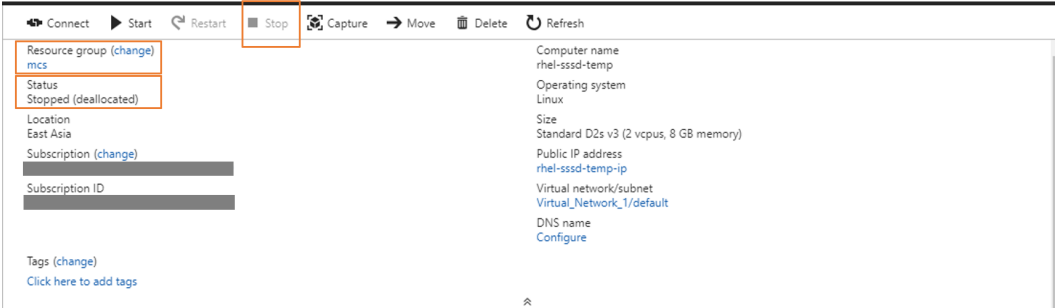 Connect Start Restart Stop Capture Move Delete Refresh
Resource group (change)
mcs
Status
Stopped (deallocated)
Location
East Asia
Subscription (change)
Subscription ID
Tags (change)
Click here to add tags
Computer name
rhel-sssd-temp
Operating system
Linux
Size
Standard D2s v3 (2 vcpus, 8 GB memory)
Public IP address
rhel-sssd-temp-ip
Virtual network/subnet
Virtual_Network_1/default
DNS name
Configure